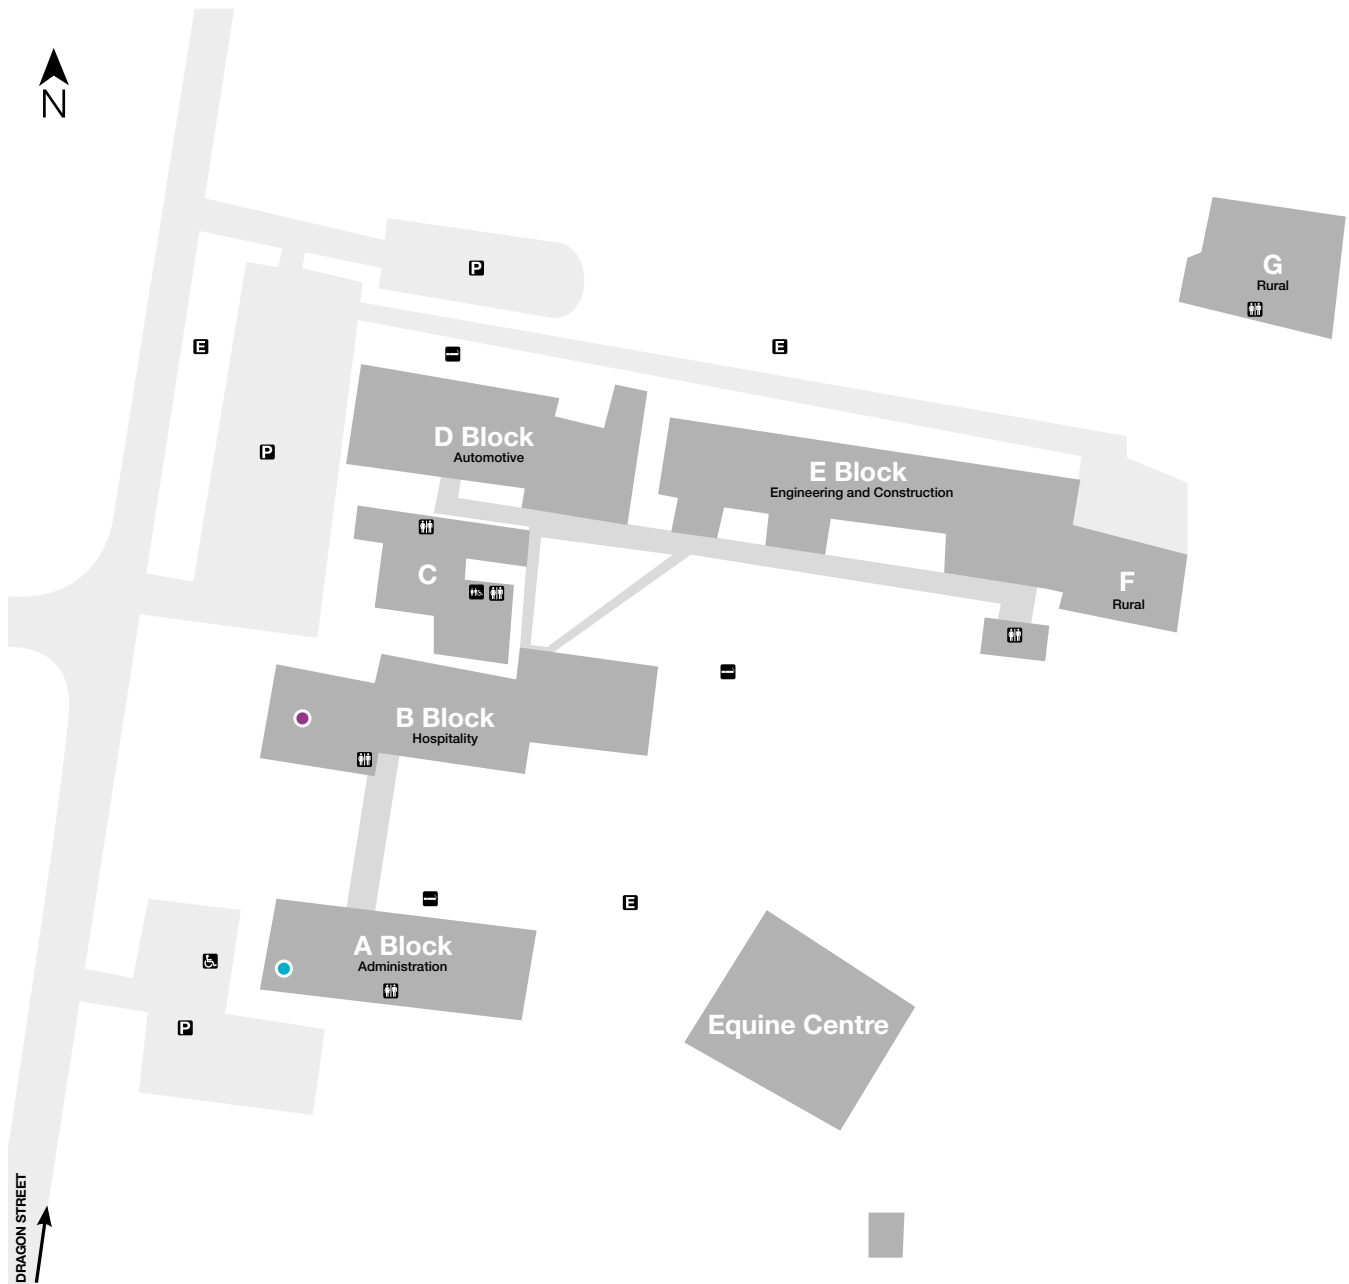 N
G
Rural
P
E
E
D Block
Automotive
P
E Block
Engineering and Construction
C
F
Rural
B Block
Hospitality
E
A Block
Administration
P
Equine Centre
DRAGON STREET